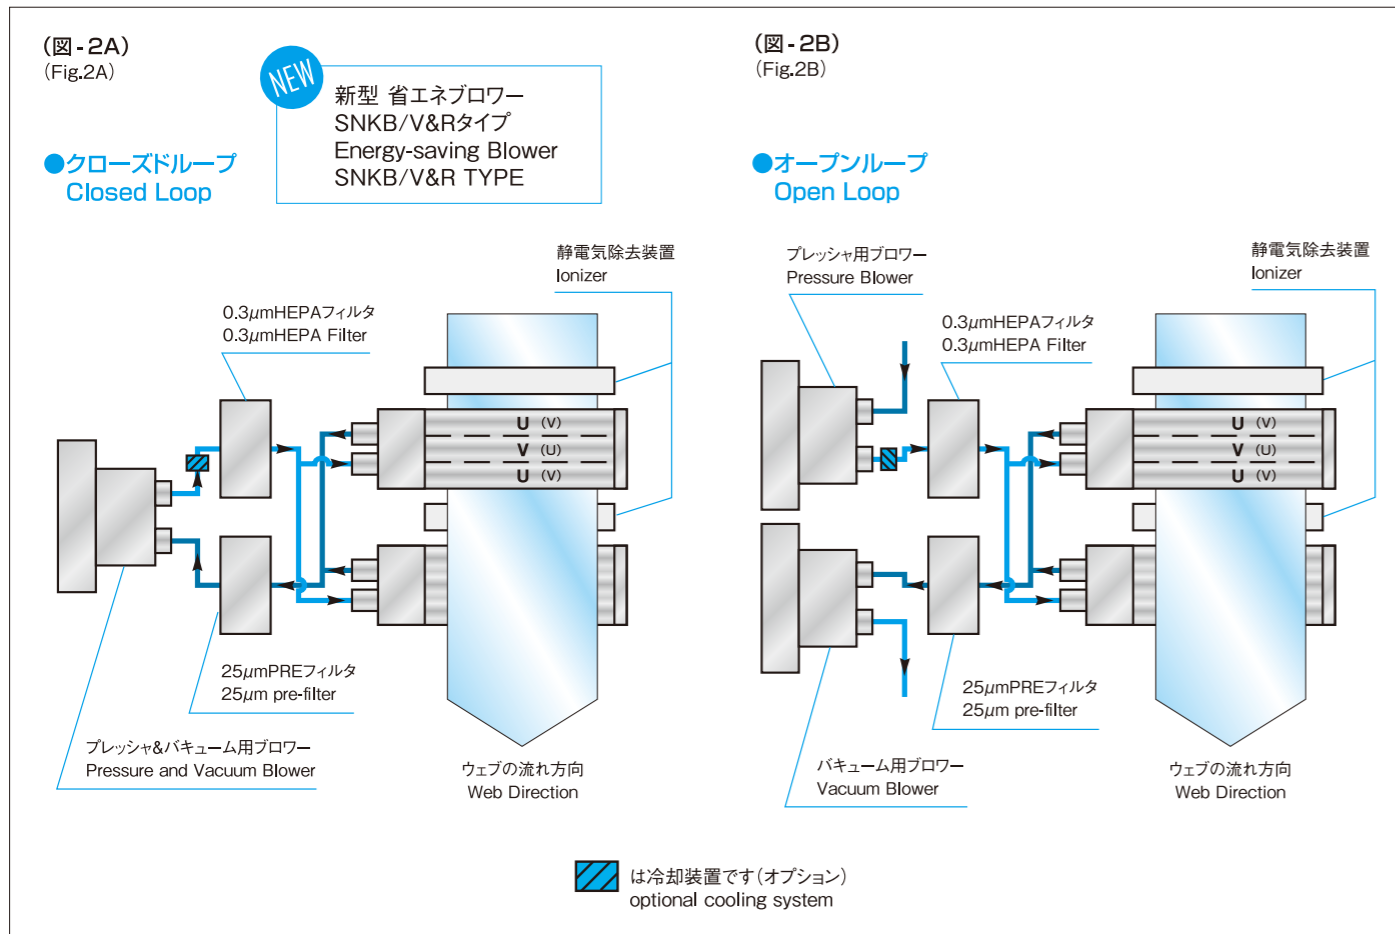 (図-2A)
(Fig.2A)
NEW
新型 省エネブロワー
SNKB/V&Rタイプ
Energy-saving Blower
SNKB/V&R TYPE
●クローズドループ
Closed Loop
静電気除去装置
Ionizer
0.3μmHEPAフィルタ
0.3μmHEPA Filter
U (V)
V (U)
U (V)
25μmPREフィルタ
25μm pre-filter
プレッシャ&バキューム用ブロワー
Pressure and Vacuum Blower
ウェブの流れ方向
Web Direction
(図-2B)
(Fig.2B)
●オープンループ
Open Loop
プレッシャ用ブロワー
Pressure Blower
静電気除去装置
Ionizer
0.3μmHEPAフィルタ
0.3μmHEPA Filter
U (V)
V (U)
U (V)
25μmPREフィルタ
25μm pre-filter
バキューム用ブロワー
Vacuum Blower
ウェブの流れ方向
Web Direction
は冷却装置です(オプション)
optional cooling system